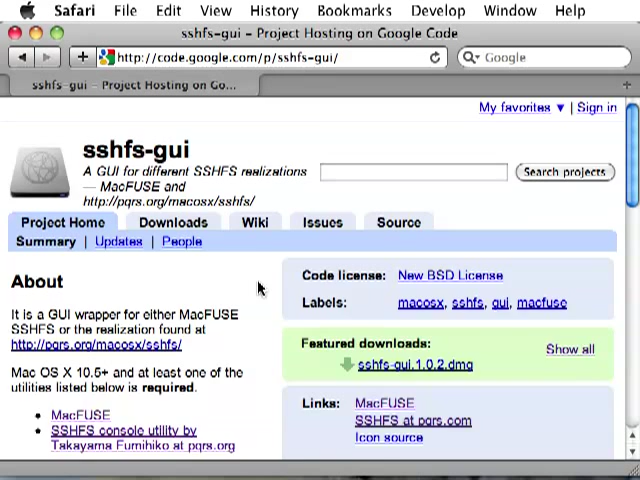 Safari File Edit View History Bookmarks Develop Window Help
sshfs-gui - Project Hosting on Google Code
http://code.google.com/p/sshfs-gui/
Google
sshfs-gui - Project Hosting on Go...
My favorites ▼ | Sign in
sshfs-gui
A GUI for different SSHFS realizations
— MacFUSE and
http://pqrs.org/macosx/sshfs/
Search projects
Project Home Downloads Wiki Issues Source
Summary | Updates | People
About
It is a GUI wrapper for either MacFUSE
SSHFS or the realization found at
http://pqrs.org/macosx/sshfs/
Mac OS X 10.5+ and at least one of the
utilities listed below is required.
• MacFUSE
• SSHFS console utility by
Takayama Fumihiko at pqrs.org
Code license: New BSD License
Labels: macosx, sshfs, gui, macfuse
Featured downloads:
Show all
sshfs-gui.1.0.2.dmg
Links: MacFUSE
SSHFS at pqrs.com
Icon source